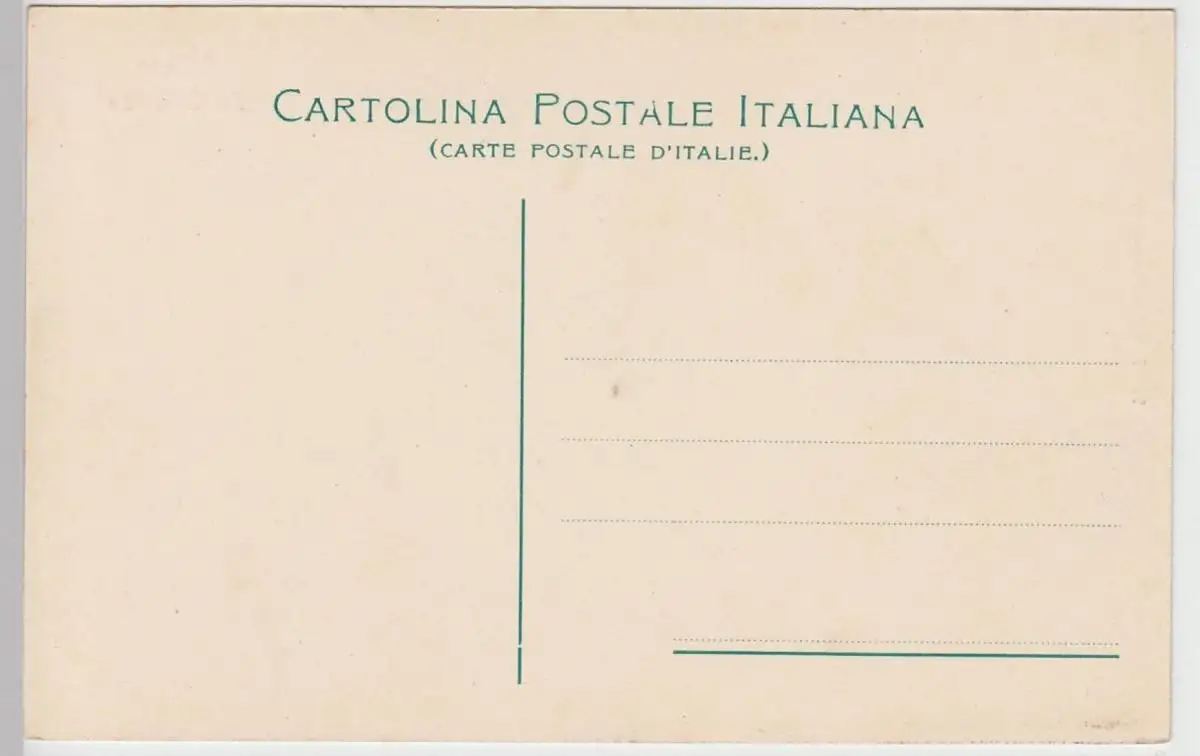 CARTOLINA POSTALE ITALIANA
(CARTE POSTALE D'ITALIE.)